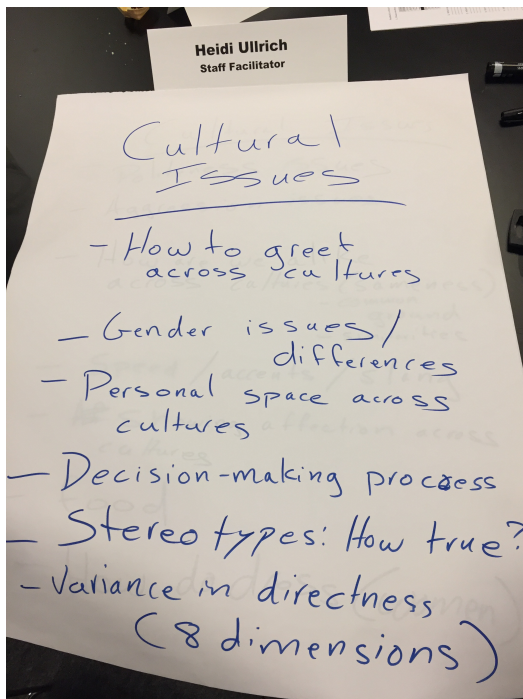 Heidi Ullrich
Staff Facilitator
Cultural
Issues
- How to greet
across cultures
- Gender issues/
differences
- Personal space across
cultures
- Decision-making process
- Stereotypes: How true?
- Variance in directness
(8 dimensions)